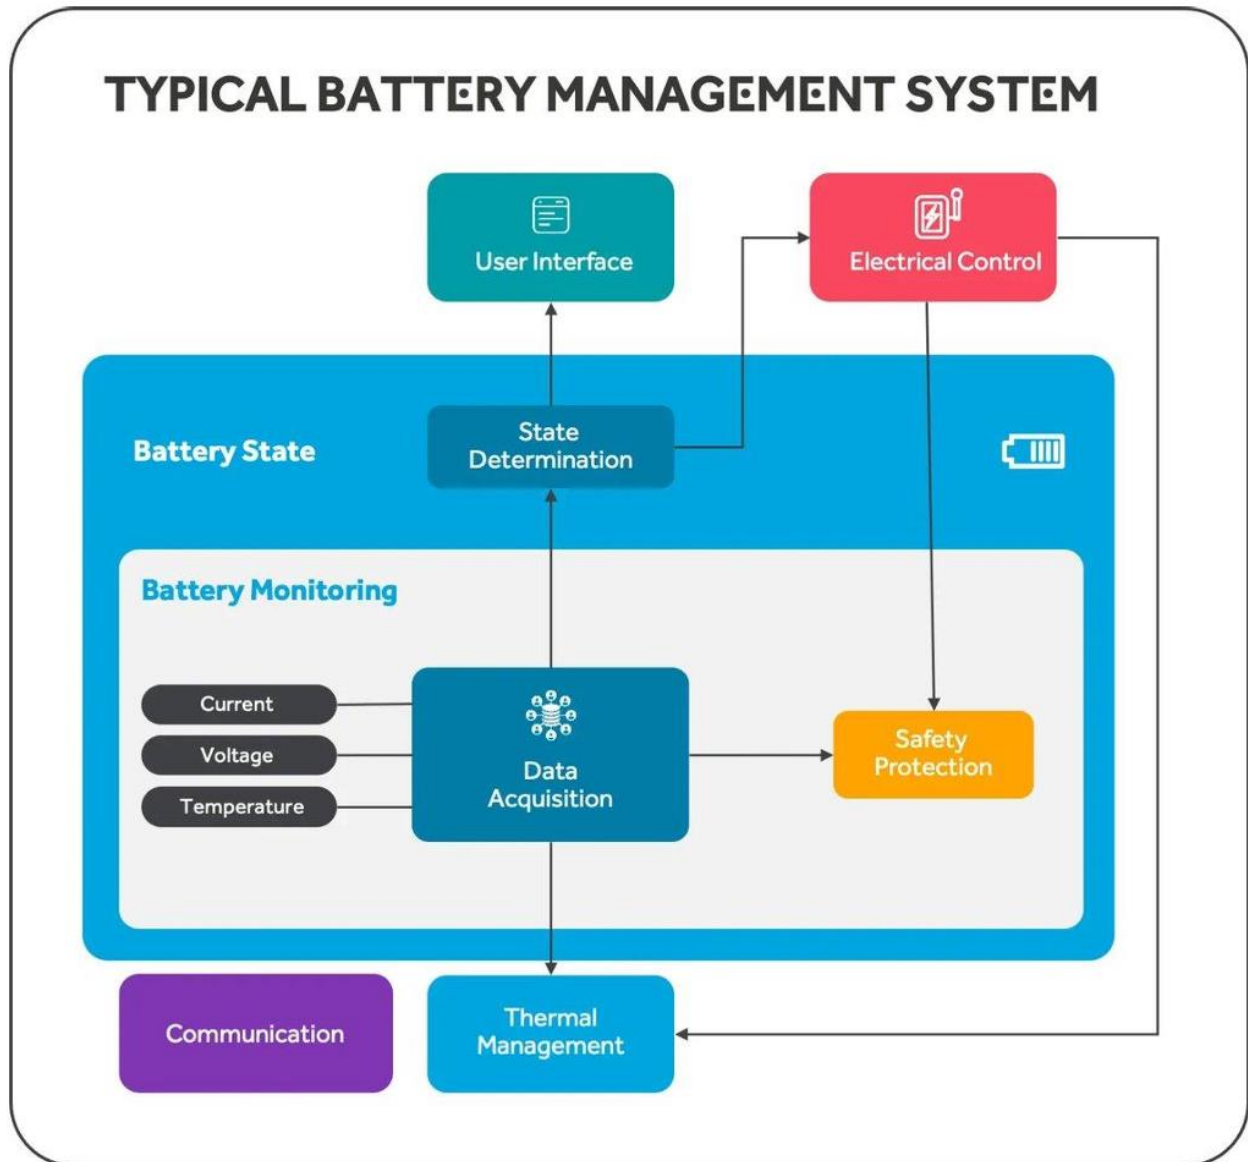 TYPICAL BATTERY MANAGEMENT SYSTEM
User Interface
Electrical Control
Battery State
State
Determination
Battery Monitoring
Current
Voltage
Temperature
Data
Acquisition
Safety
Protection
Communication
Thermal
Management